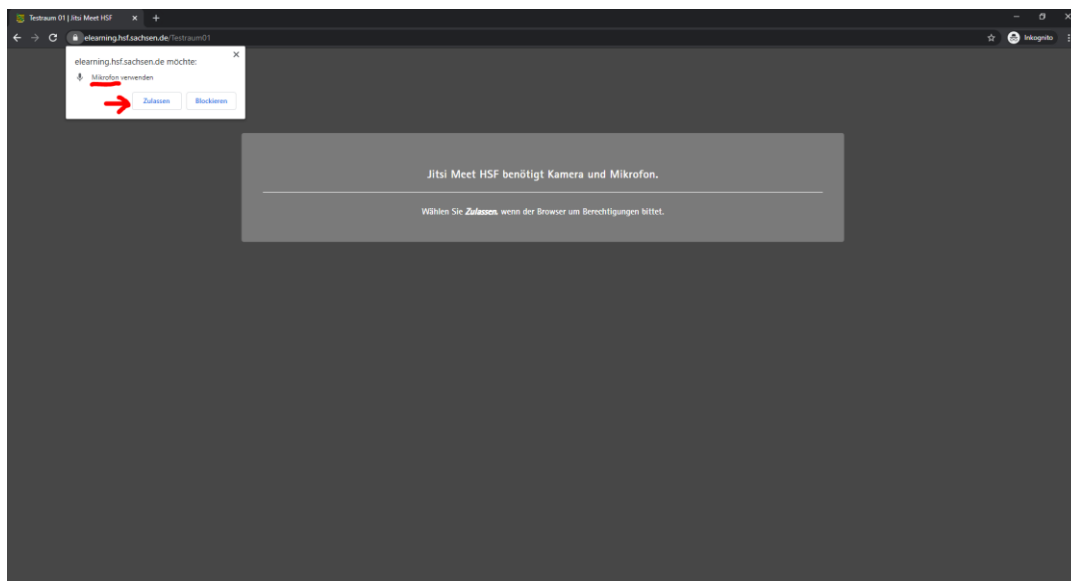 Testraum 01 | Jitsi Meet HSF
elearning.hsf.sachsen.de/Testraum01
Inkognito
elearning.hsf.sachsen.de möchte:
Mikrofon verwenden
Zulassen
Blockieren
Jitsi Meet HSF benötigt Kamera und Mikrofon.
Wählen Sie Zulassen, wenn der Browser um Berechtigungen bittet.